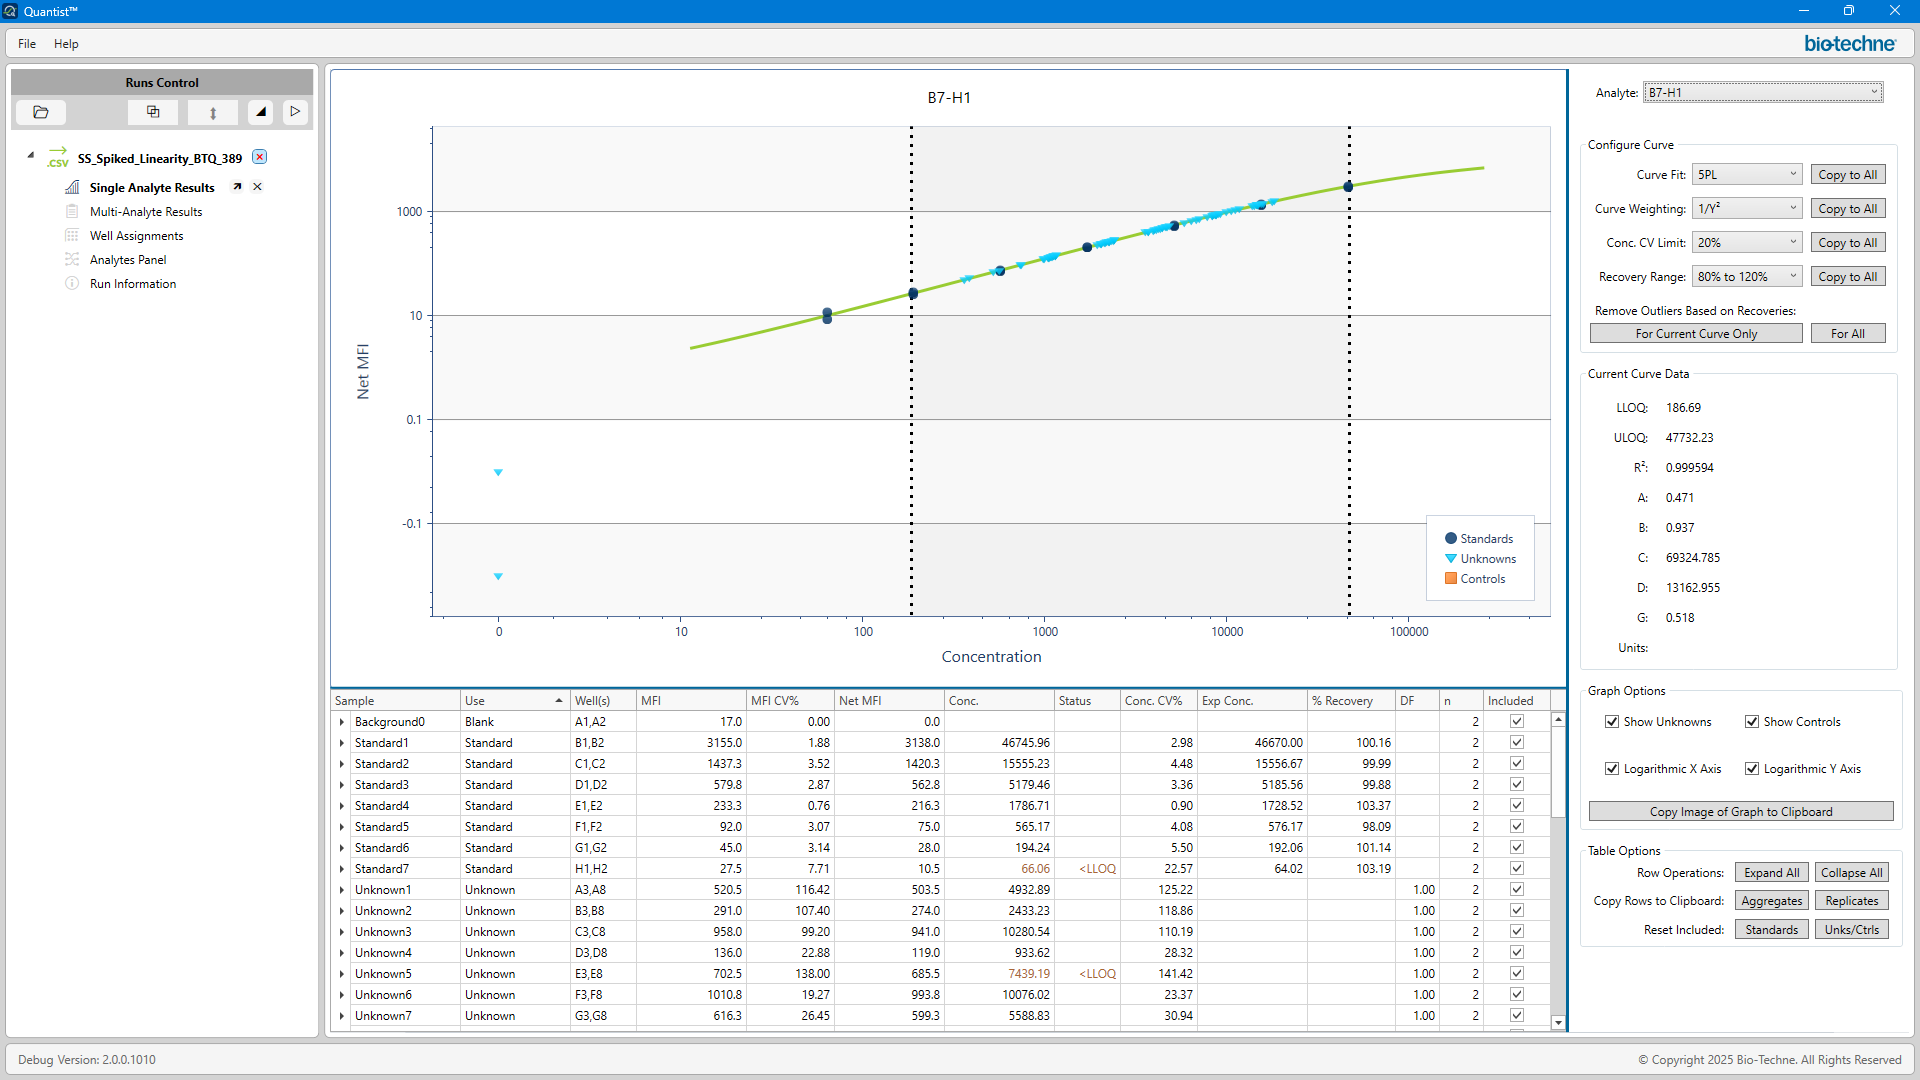 Quantist™
File Help
bio-techne
Runs Control
.CSV SS_Spiked_Linearity_BTQ_389
Single Analyte Results
Multi-Analyte Results
Well Assignments
Analytes Panel
Run Information
B7-H1
Net MFI
1000
10
0.1
-0.1
0 10 100 1000 10000 100000
Concentration
Standards
Unknowns
Controls
Sample Use Well(s) MFI MFI CV% Net MFI Conc. Status Conc. CV% Exp Conc. % Recovery DF n Included
Background0 Blank A1,A2 17.0 0.00 0.0 2
Standard1 Standard B1,B2 3155.0 1.88 3138.0 46745.96 2.98 46670.00 100.16 2
Standard2 Standard C1,C2 1437.3 3.52 1420.3 15555.23 4.48 15556.67 99.99 2
Standard3 Standard D1,D2 579.8 2.87 562.8 5179.46 3.36 5185.56 99.88 2
Standard4 Standard E1,E2 233.3 0.76 216.3 1786.71 0.90 1728.52 103.37 2
Standard5 Standard F1,F2 92.0 3.07 75.0 565.17 4.08 576.17 98.09 2
Standard6 Standard G1,G2 45.0 3.14 28.0 194.24 5.50 192.06 101.14 2
Standard7 Standard H1,H2 27.5 7.71 10.5 66.06 <LLOQ 22.57 64.02 103.19 2
Unknown1 Unknown A3,A8 520.5 116.42 503.5 4932.89 125.22 1.00 2
Unknown2 Unknown B3,B8 291.0 107.40 274.0 2433.23 118.86 1.00 2
Unknown3 Unknown C3,C8 958.0 99.20 941.0 10280.54 110.19 1.00 2
Unknown4 Unknown D3,D8 136.0 22.88 119.0 933.62 28.32 1.00 2
Unknown5 Unknown E3,E8 702.5 138.00 685.5 7439.19 <LLOQ 141.42 1.00 2
Unknown6 Unknown F3,F8 1010.8 19.27 993.8 10076.02 23.37 1.00 2
Unknown7 Unknown G3,G8 616.3 26.45 599.3 5588.83 30.94 1.00 2
Analyte: B7-H1
Configure Curve
Curve Fit: 5PL Copy to All
Curve Weighting: 1/Y² Copy to All
Conc. CV Limit: 20% Copy to All
Recovery Range: 80% to 120% Copy to All
Remove Outliers Based on Recoveries:
For Current Curve Only For All
Current Curve Data
LLOQ: 186.69
ULOQ: 47732.23
R²: 0.999594
A: 0.471
B: 0.937
C: 69324.785
D: 13162.955
G: 0.518
Units:
Graph Options
Show Unknowns Show Controls
Logarithmic X Axis Logarithmic Y Axis
Copy Image of Graph to Clipboard
Table Options
Row Operations: Expand All Collapse All
Copy Rows to Clipboard: Aggregates Replicates
Reset Included: Standards Unks/Ctrls
Debug Version: 2.0.0.1010
© Copyright 2025 Bio-Techne. All Rights Reserved